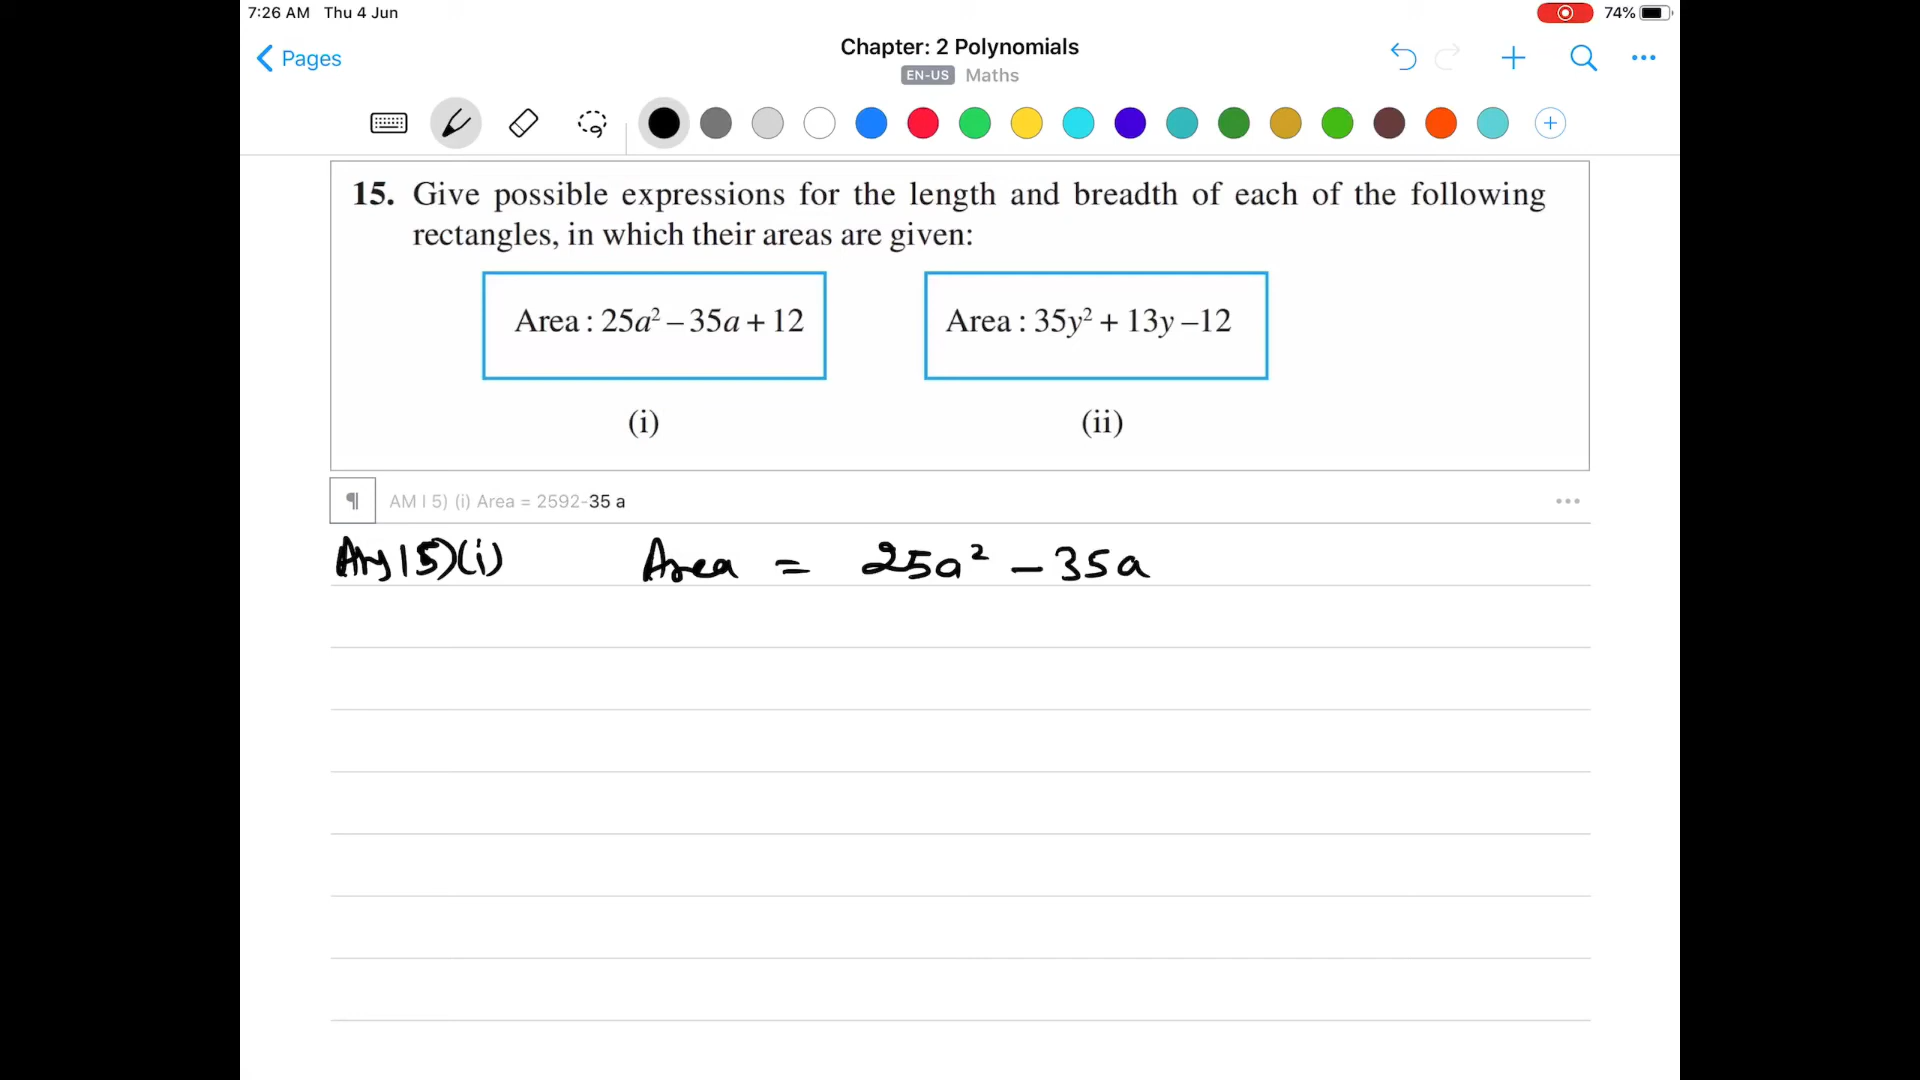 7:26 AM Thu 4 Jun 74%
Pages
Chapter: 2 Polynomials
EN-US Maths
15. Give possible expressions for the length and breadth of each of the following
rectangles, in which their areas are given:
Area : 25a² – 35a + 12 Area : 35y² + 13y –12
(i) (ii)
AM I 5) (i) Area = 2592-35 a
15)(i) Area = 25a² – 35a